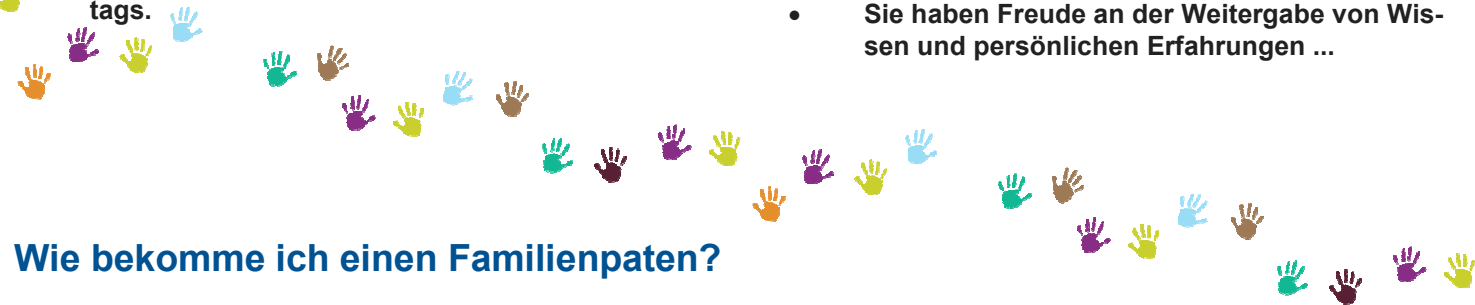 tags.
• Sie haben Freude an der Weitergabe von Wis-
sen und persönlichen Erfahrungen ...
Wie bekomme ich einen Familienpaten?